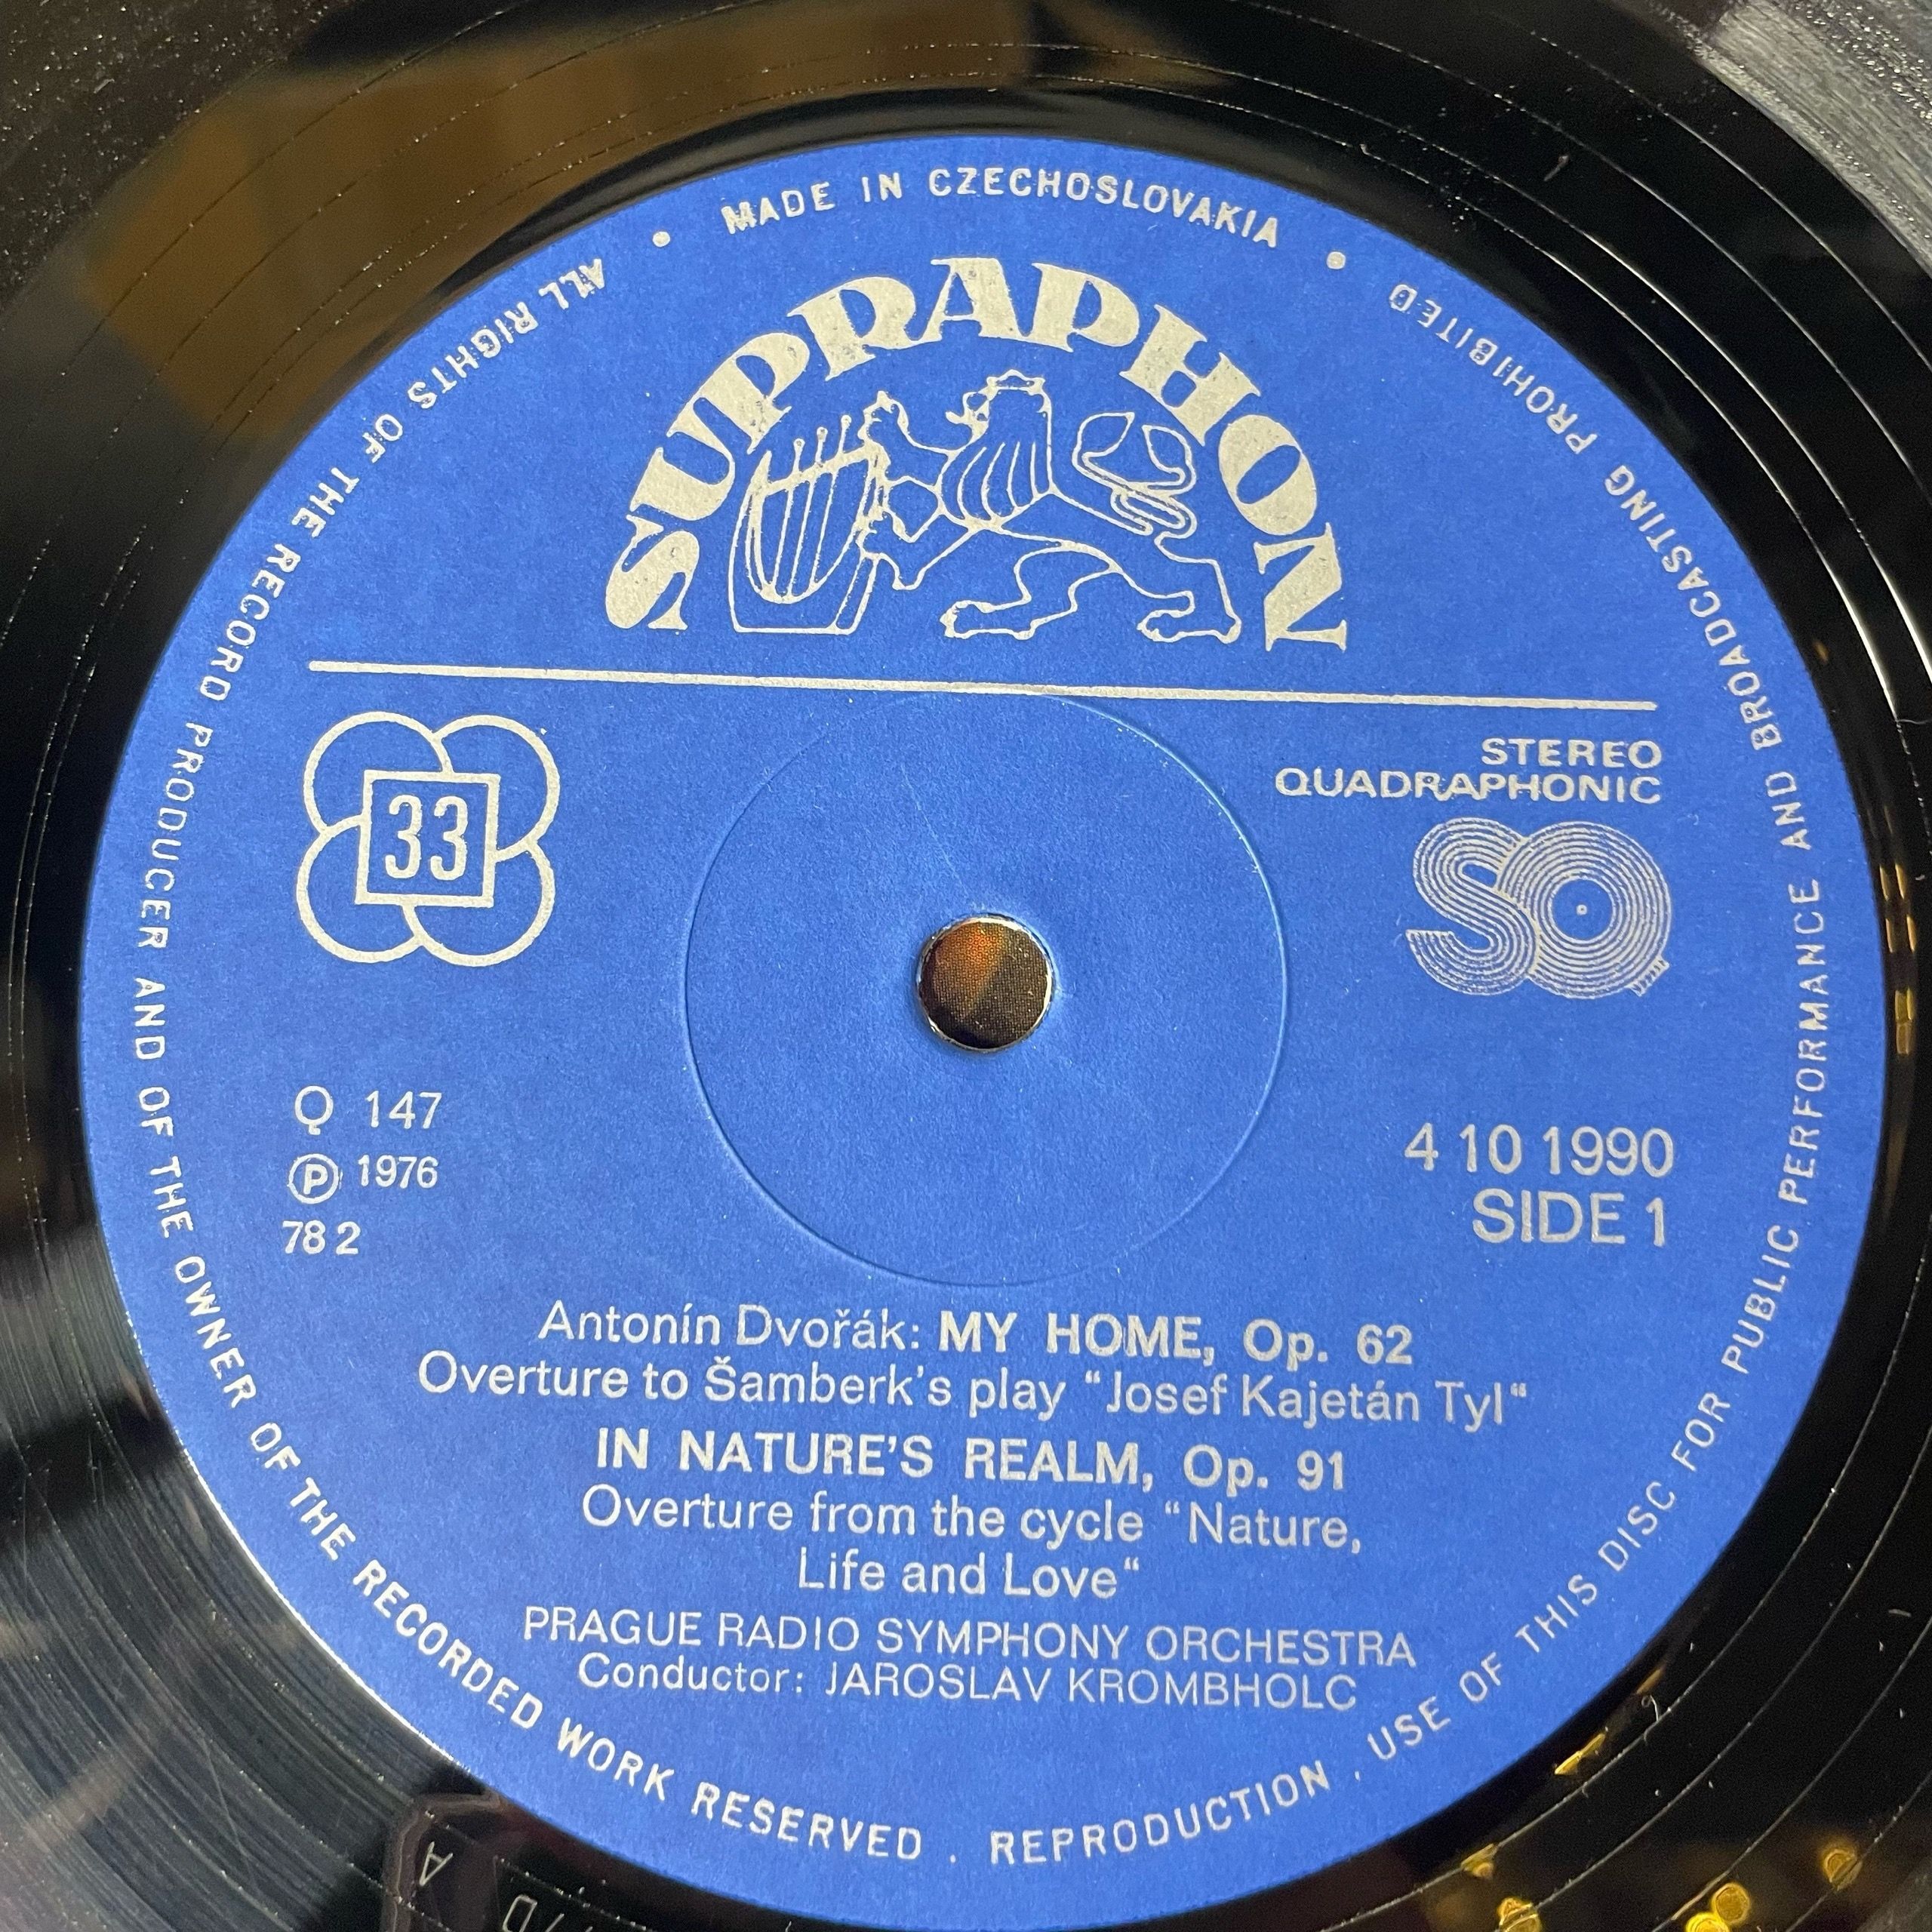 MADE IN CZECHOSLOVAKIA
SUPRAPHON
33
STEREO
QUADRAPHONIC
SQ
Q 147
Ⓟ 1976
78 2
4 10 1990
SIDE 1
Antonín Dvořák: MY HOME, Op. 62
Overture to Šamberk's play “Josef Kajetán Tyl“
IN NATURE'S REALM, Op. 91
Overture from the cycle “Nature,
Life and Love“
PRAGUE RADIO SYMPHONY ORCHESTRA
Conductor: JAROSLAV KROMBHOLC
ALL RIGHTS OF THE RECORD PRODUCER AND OF THE OWNER OF THE RECORDED WORK RESERVED . REPRODUCTION . USE OF THIS DISC FOR PUBLIC PERFORMANCE AND BROADCASTING PROHIBITED
A